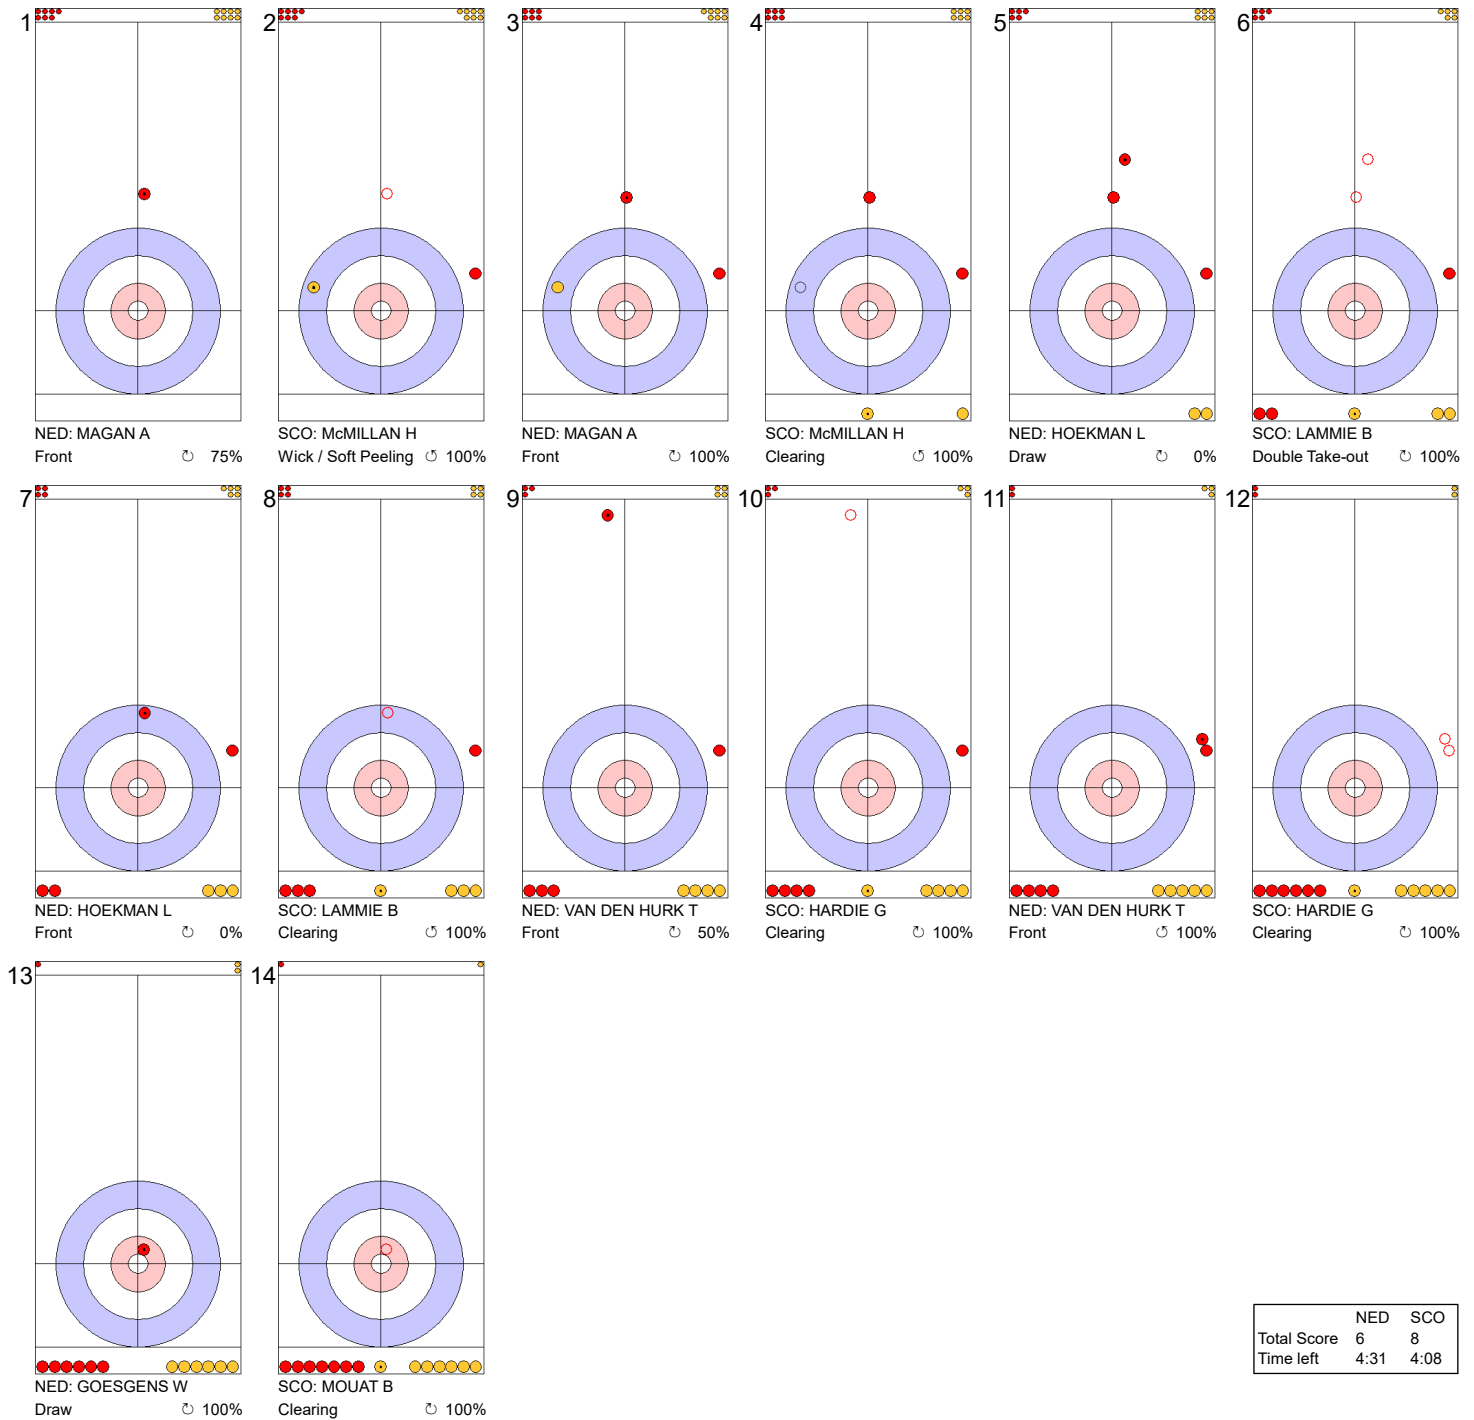 1
NED: MAGAN A
Front ↻ 75%
2
SCO: McMILLAN H
Wick / Soft Peeling ↺ 100%
3
NED: MAGAN A
Front ↻ 100%
4
SCO: McMILLAN H
Clearing ↺ 100%
5
NED: HOEKMAN L
Draw ↻ 0%
6
SCO: LAMMIE B
Double Take-out ↻ 100%
7
NED: HOEKMAN L
Front ↻ 0%
8
SCO: LAMMIE B
Clearing ↺ 100%
9
NED: VAN DEN HURK T
Front ↻ 50%
10
SCO: HARDIE G
Clearing ↺ 100%
11
NED: VAN DEN HURK T
Front ↻ 100%
12
SCO: HARDIE G
Clearing ↻ 100%
13
NED: GOESGENS W
Draw ↻ 100%
14
SCO: MOUAT B
Clearing ↻ 100%
NED SCO
Total Score 6 8
Time left 4:31 4:08